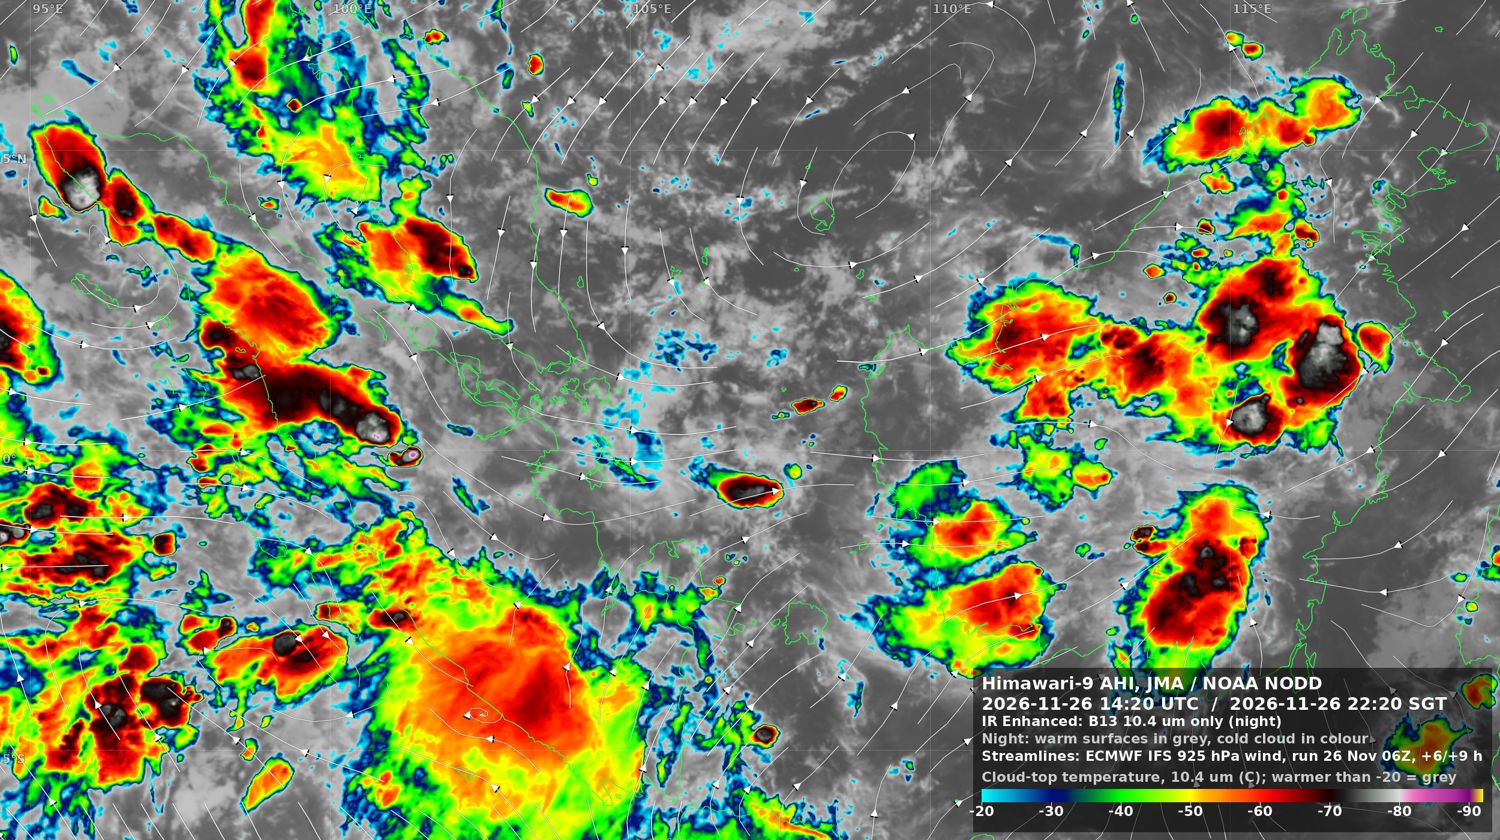 95°E 100°E 105°E 110°E 115°E
5°N
0°
5°S
Himawari-9 AHI, JMA / NOAA NODD
2026-11-26 14:20 UTC / 2026-11-26 22:20 SGT
IR Enhanced: B13 10.4 um only (night)
Night: warm surfaces in grey, cold cloud in colour
Streamlines: ECMWF IFS 925 hPa wind, run 26 Nov 06Z, +6/+9 h
Cloud-top temperature, 10.4 um (C); warmer than -20 = grey
-20 -30 -40 -50 -60 -70 -80 -90